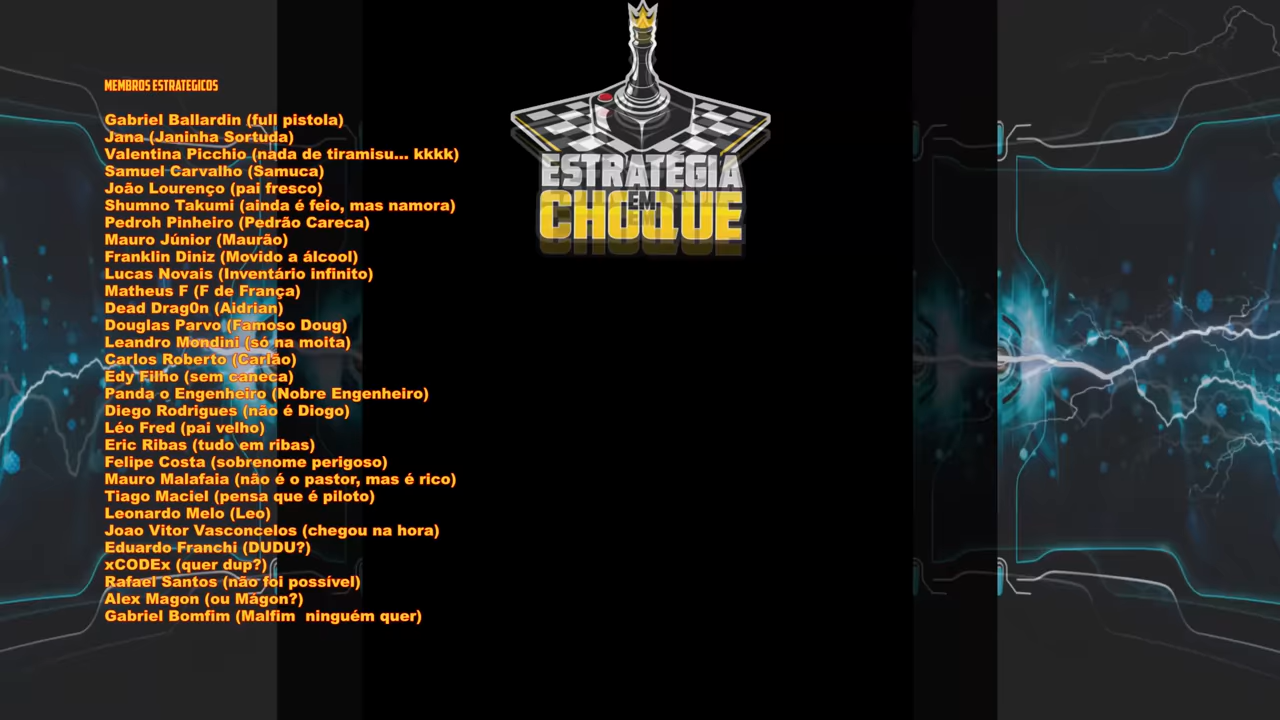 MEMBROS ESTRATEGICOS
Gabriel Ballardin (full pistola)
Jana (Janinha Sortuda)
Valentina Picchio (nada de tiramisu... kkkk)
Samuel Carvalho (Samuca)
João Lourenço (pai fresco)
Shumno Takumi (ainda é feio, mas namora)
Pedroh Pinheiro (Pedrão Careca)
Mauro Júnior (Maurão)
Franklin Diniz (Movido a álcool)
Lucas Novais (Inventário infinito)
Matheus F (F de França)
Dead Drag0n (Aidrian)
Douglas Parvo (Famoso Doug)
Leandro Mondini (só na moita)
Carlos Roberto (Carlão)
Edy Filho (sem caneca)
Panda o Engenheiro (Nobre Engenheiro)
Diego Rodrigues (não é Diogo)
Léo Fred (pai velho)
Eric Ribas (tudo em ribas)
Felipe Costa (sobrenome perigoso)
Mauro Malafaia (não é o pastor, mas é rico)
Tiago Maciel (pensa que é piloto)
Leonardo Melo (Leo)
Joao Vitor Vasconcelos (chegou na hora)
Eduardo Franchi (DUDU?)
xCODEx (quer dup?)
Rafael Santos (não foi possível)
Alex Magon (ou Mágon?)
Gabriel Bomfim (Malfim  ninguém quer)
ESTRATÉGIA
EM
CHOQUE